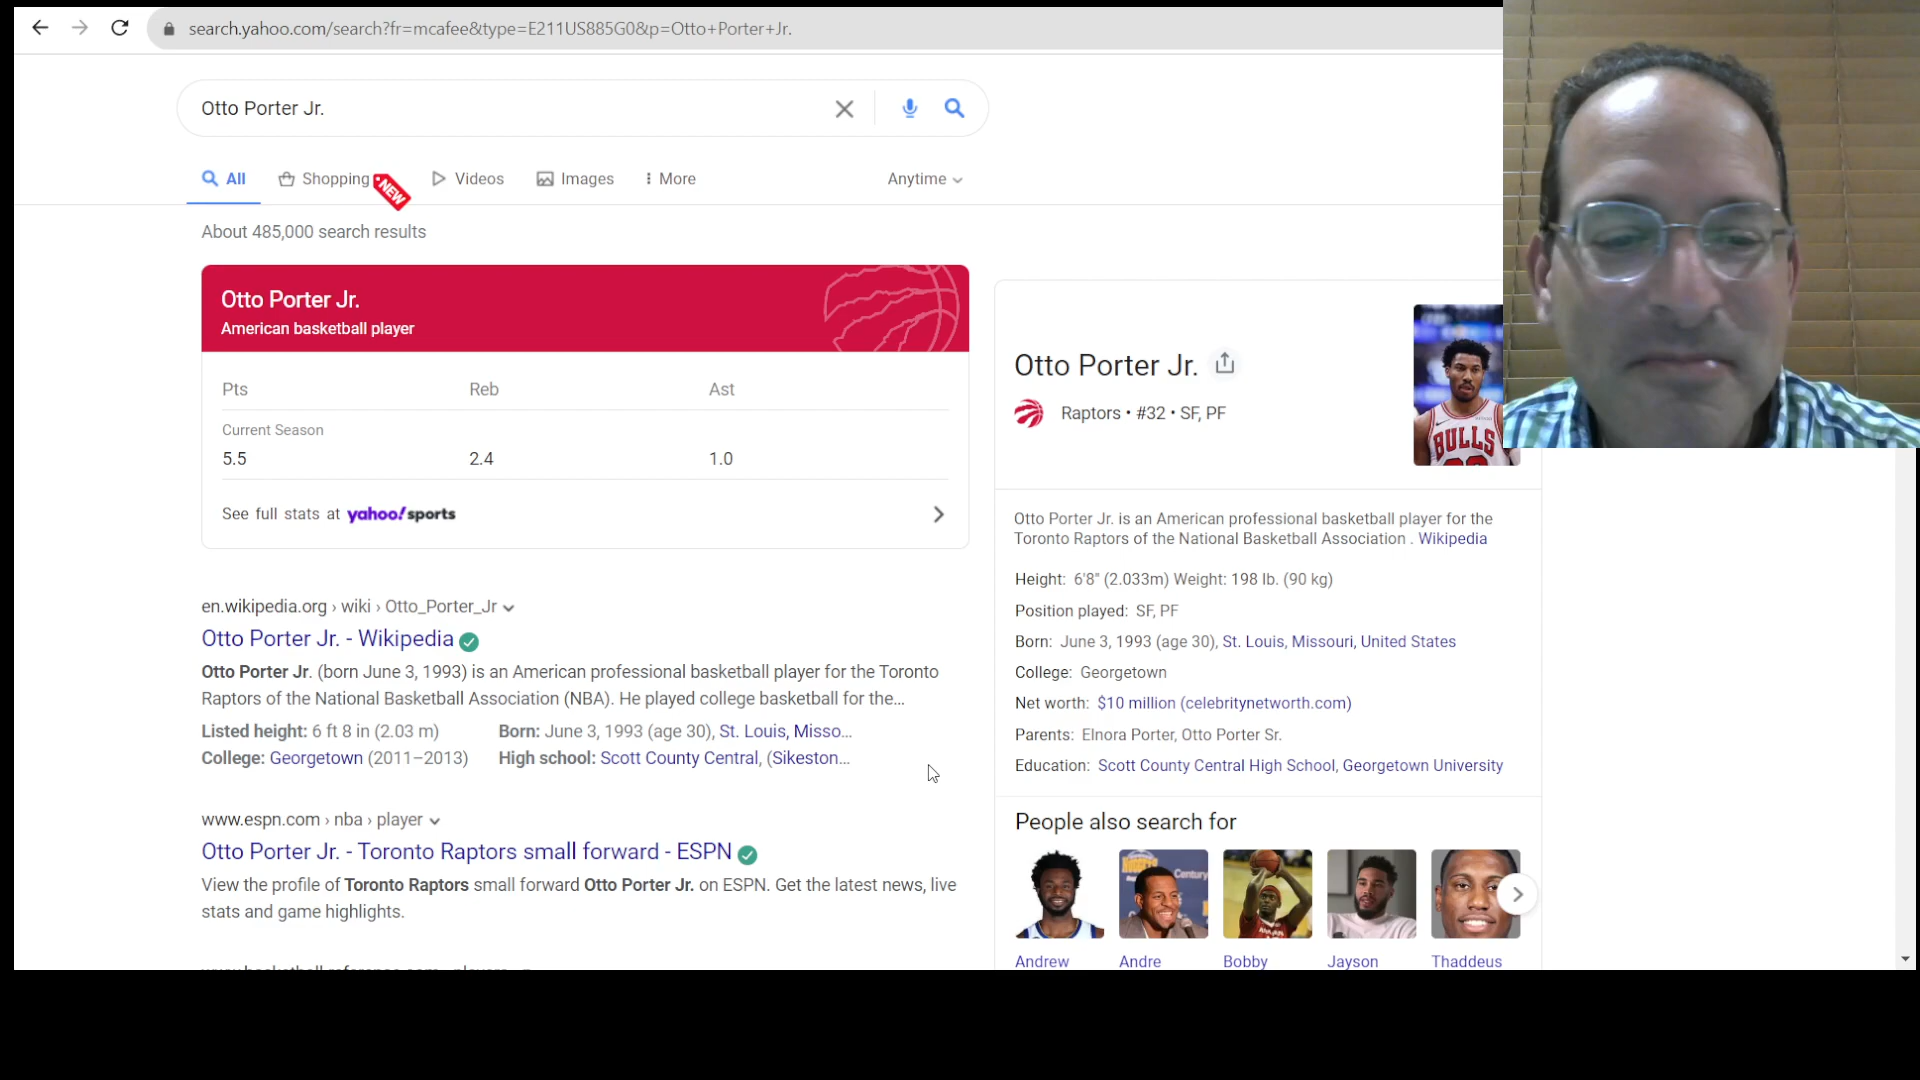 search.yahoo.com/search?fr=mcafee&type=E211US885G0&p=Otto+Porter+Jr.
Otto Porter Jr.
All
Shopping
NEW
Videos
Images
More
Anytime
About 485,000 search results
Otto Porter Jr.
American basketball player
Pts Reb Ast
Current Season
5.5 2.4 1.0
See full stats at yahoo!sports
en.wikipedia.org › wiki › Otto_Porter_Jr
Otto Porter Jr. - Wikipedia
Otto Porter Jr. (born June 3, 1993) is an American professional basketball player for the Toronto
Raptors of the National Basketball Association (NBA). He played college basketball for the...
Listed height: 6 ft 8 in (2.03 m) Born: June 3, 1993 (age 30), St. Louis, Misso...
College: Georgetown (2011–2013) High school: Scott County Central, (Sikeston...
www.espn.com › nba › player
Otto Porter Jr. - Toronto Raptors small forward - ESPN
View the profile of Toronto Raptors small forward Otto Porter Jr. on ESPN. Get the latest news, live
stats and game highlights.
Otto Porter Jr.
Raptors • #32 • SF, PF
BULLS
Otto Porter Jr. is an American professional basketball player for the
Toronto Raptors of the National Basketball Association . Wikipedia
Height: 6'8" (2.033m) Weight: 198 lb. (90 kg)
Position played: SF, PF
Born: June 3, 1993 (age 30), St. Louis, Missouri, United States
College: Georgetown
Net worth: $10 million (celebritynetworth.com)
Parents: Elnora Porter, Otto Porter Sr.
Education: Scott County Central High School, Georgetown University
People also search for
Andrew
Andre
Bobby
Jayson
Thaddeus